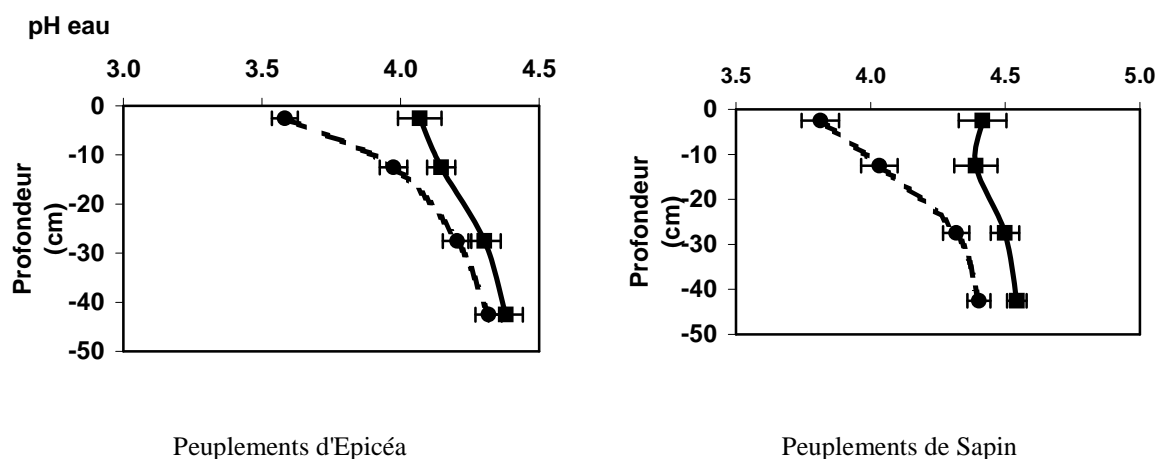 pH eau
3.0 3.5 4.0 4.5
0
-10
-20
-30
-40
-50
Profondeur
(cm)
Peuplements d'Epicéa
3.5 4.0 4.5 5.0
0
-10
-20
-30
-40
-50
Profondeur
(cm)
Peuplements de Sapin